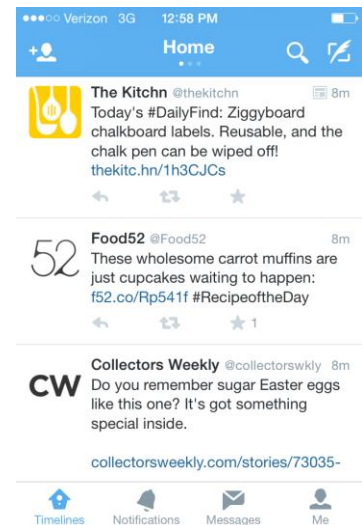 Verizon 3G 12:58 PM
Home
The Kitchn @thekitchn 8m
Today's #DailyFind: Ziggyboard
chalkboard labels. Reusable, and the
chalk pen can be wiped off!
thekitc.hn/1h3CJCs
52
Food52 @Food52 8m
These wholesome carrot muffins are
just cupcakes waiting to happen:
f52.co/Rp541f #RecipeoftheDay
1
CW
Collectors Weekly @collectorswkly 8m
Do you remember sugar Easter eggs
like this one? It's got something
special inside.
collectorsweekly.com/stories/73035-
Timelines Notifications Messages Me